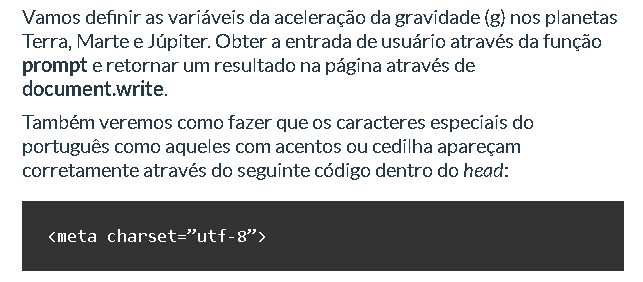 Vamos definir as variáveis da aceleração da gravidade (g) nos planetas
Terra, Marte e Júpiter. Obter a entrada de usuário através da função
prompt e retornar um resultado na página através de
document.write.
Também veremos como fazer que os caracteres especiais do
português como aqueles com acentos ou cedilha apareçam
corretamente através do seguinte código dentro do head:
<meta charset=”utf-8”>